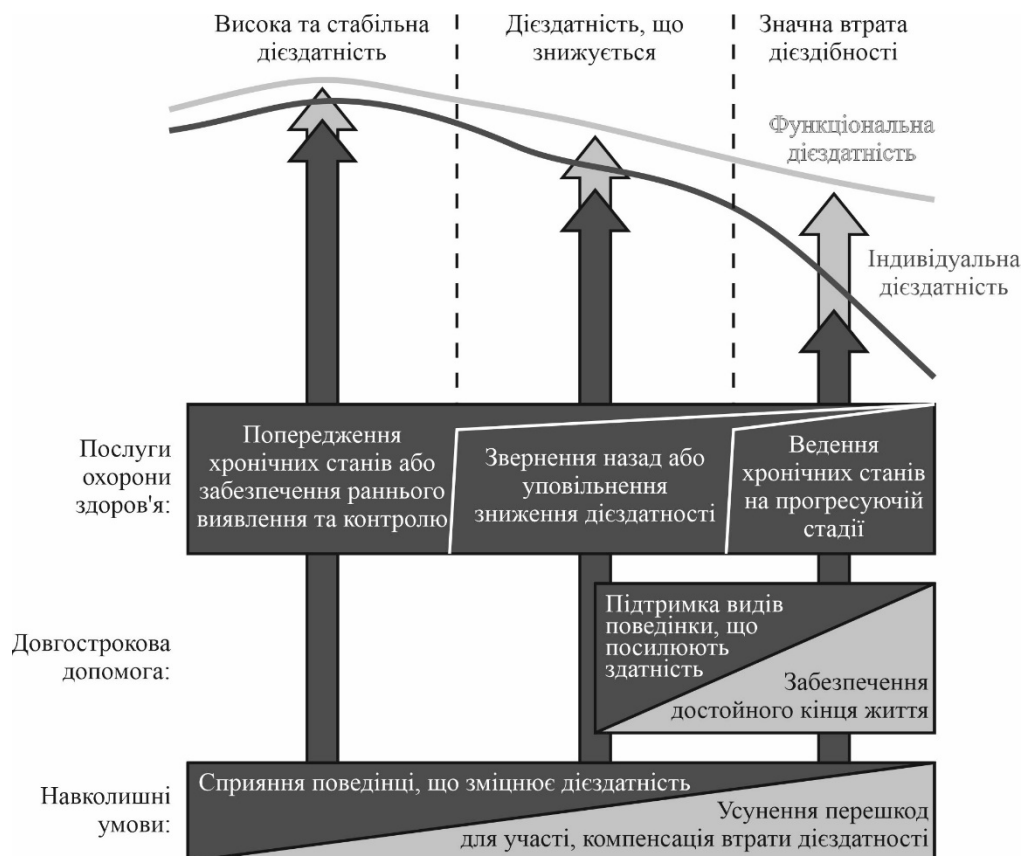 Висока та стабільна
дієздатність
Дієздатність, що
знижується
Значна втрата
дієздібності
Функціональна
дієздатність
Індивідуальна
дієздатність
Послуги
охорони
здоров'я:
Попередження
хронічних станів або
забезпечення раннього
виявлення та контролю
Звернення назад або
уповільнення
зниження дієздатності
Ведення
хронічних станів
на прогресуючій
стадії
Довгострокова
допомога:
Підтримка видів
поведінки, що
посилюють
здатність
Забезпечення
достойного кінця життя
Навколишні
умови:
Сприяння поведінці, що зміцнює дієздатність
Усунення перешкод
для участі, компенсація втрати дієздатності